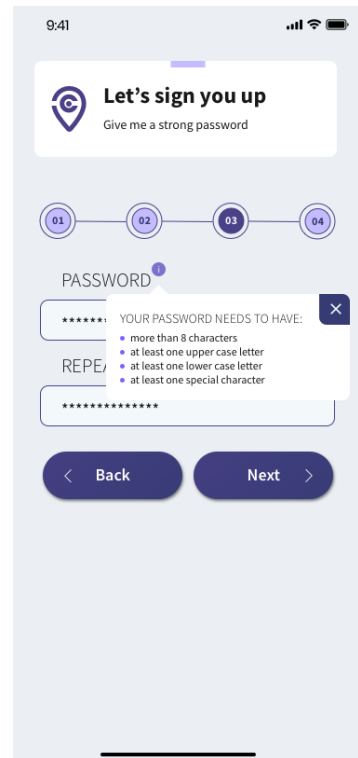 9:41
Let’s sign you up
Give me a strong password
01 02 03 04
PASSWORD i
*******
YOUR PASSWORD NEEDS TO HAVE:
more than 8 characters
at least one upper case letter
at least one lower case letter
at least one special character
**************
Back Next